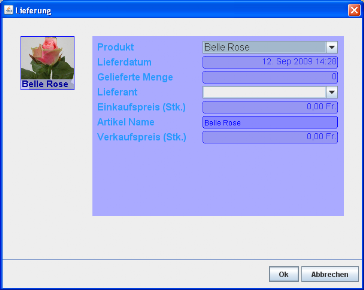 Lieferung
Belle Rose
Produkt Belle Rose
Lieferdatum 12. Sep 2009 14:28
Gelieferte Menge 0
Lieferant
Einkaufspreis (Stk.) 0,00 Fr.
Artikel Name Belle Rose
Verkaufspreis (Stk.) 0,00 Fr.
Ok Abbrechen